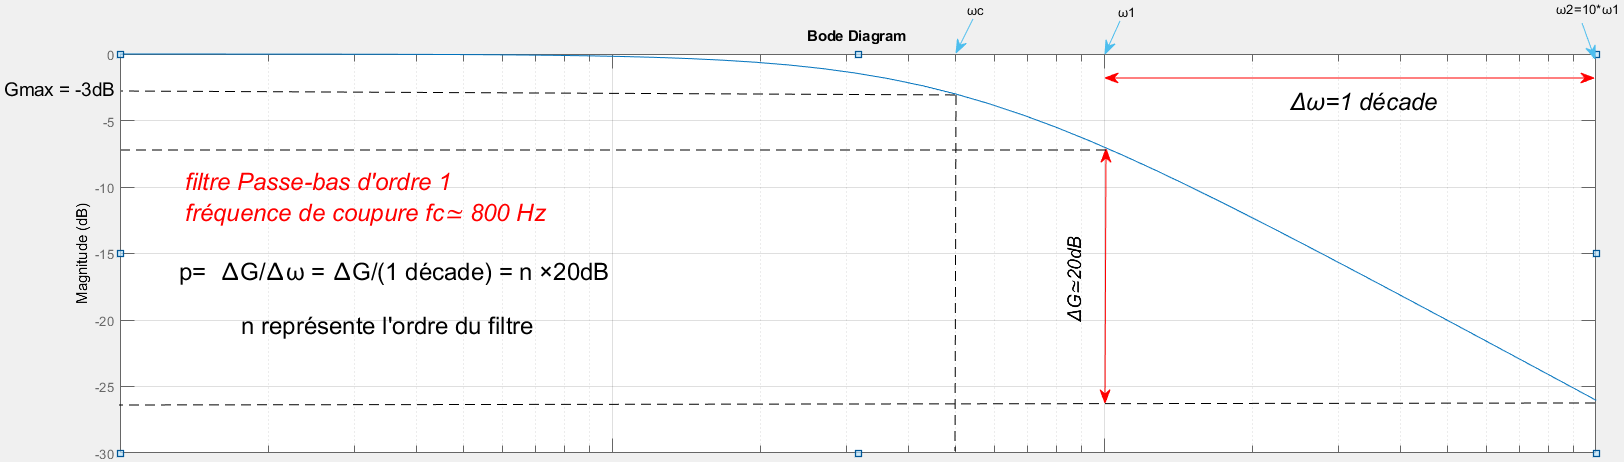 ωc
ω1
ω2=10*ω1
Bode Diagram
0
Gmax = -3dB
Δω=1 décade
-5
filtre Passe-bas d'ordre 1
-10
fréquence de coupure fc≃ 800 Hz
Magnitude (dB)
-15
p= ΔG/Δω = ΔG/(1 décade) = n ×20dB
ΔG≃20dB
-20
n représente l'ordre du filtre
-25
-30